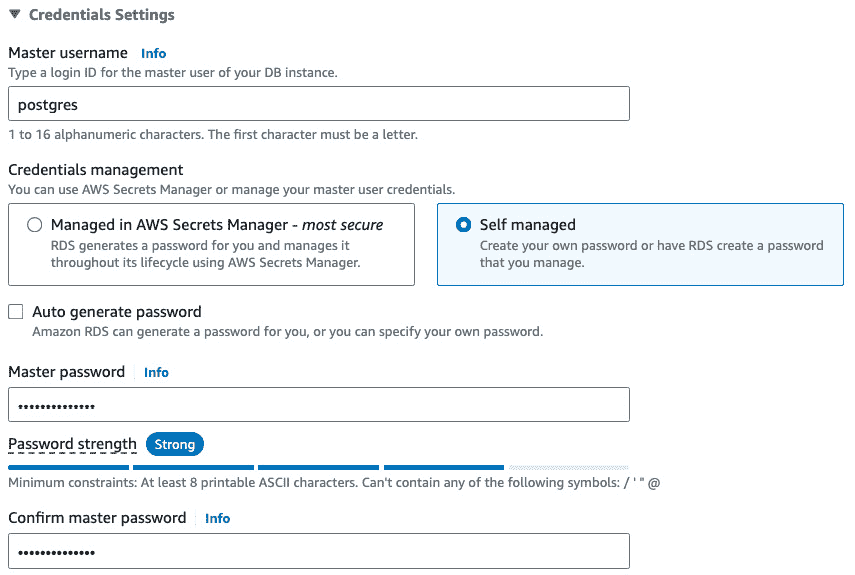 Credentials Settings
Master username Info
Type a login ID for the master user of your DB instance.
postgres
1 to 16 alphanumeric characters. The first character must be a letter.
Credentials management
You can use AWS Secrets Manager or manage your master user credentials.
Managed in AWS Secrets Manager - most secure
RDS generates a password for you and manages it
throughout its lifecycle using AWS Secrets Manager.
Self managed
Create your own password or have RDS create a password
that you manage.
Auto generate password
Amazon RDS can generate a password for you, or you can specify your own password.
Master password Info
••••••••••••••
Password strength Strong
Minimum constraints: At least 8 printable ASCII characters. Can't contain any of the following symbols: / ' " @
Confirm master password Info
••••••••••••••